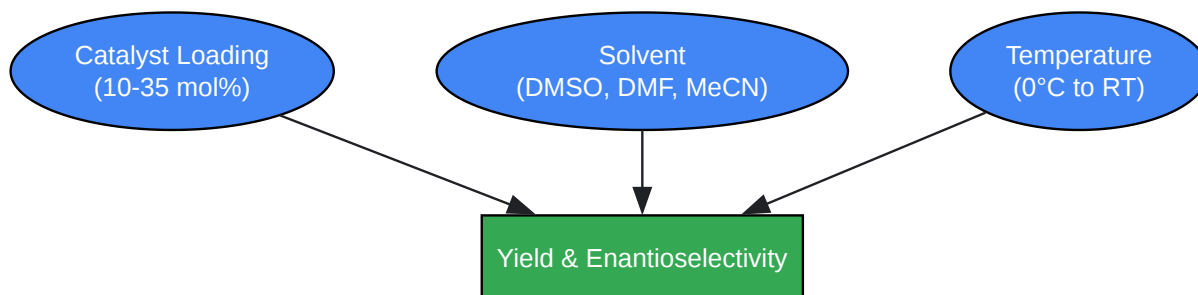 Catalyst Loading
(10-35 mol%)
Solvent
(DMSO, DMF, MeCN)
Temperature
(0°C to RT)
Yield & Enantioselectivity